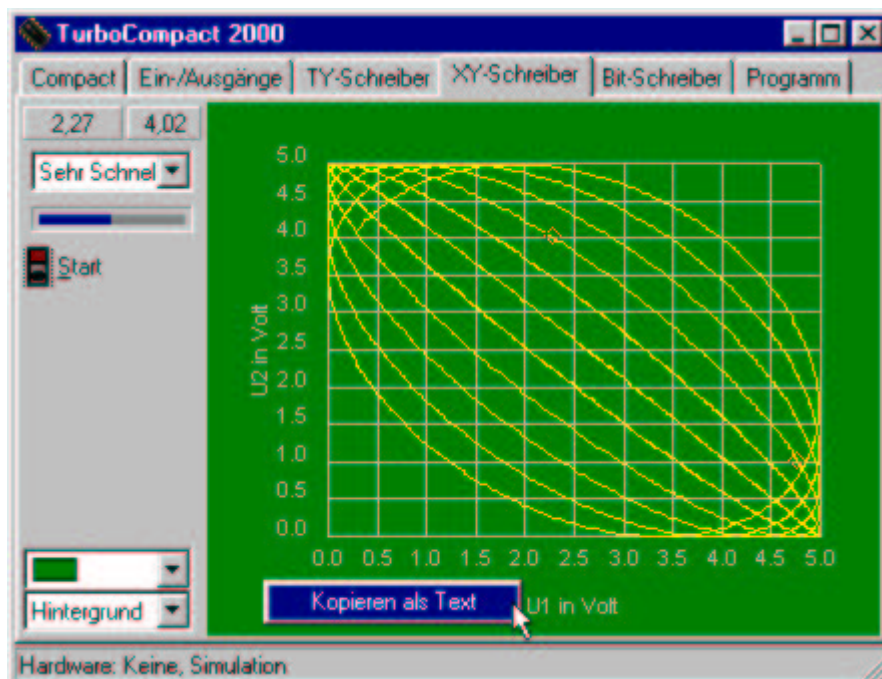 TurboCompact 2000
Compact Ein-/Ausgänge TY-Schreiber XY-Schreiber Bit-Schreiber Programm
2,27 4,02
Sehr Schnel
Start
5.0
4.5
4.0
3.5
3.0
2.5
2.0
1.5
1.0
0.5
0.0
U2 in Volt
0.0 0.5 1.0 1.5 2.0 2.5 3.0 3.5 4.0 4.5 5.0
U1 in Volt
Kopieren als Text
Hintergrund
Hardware: Keine, Simulation